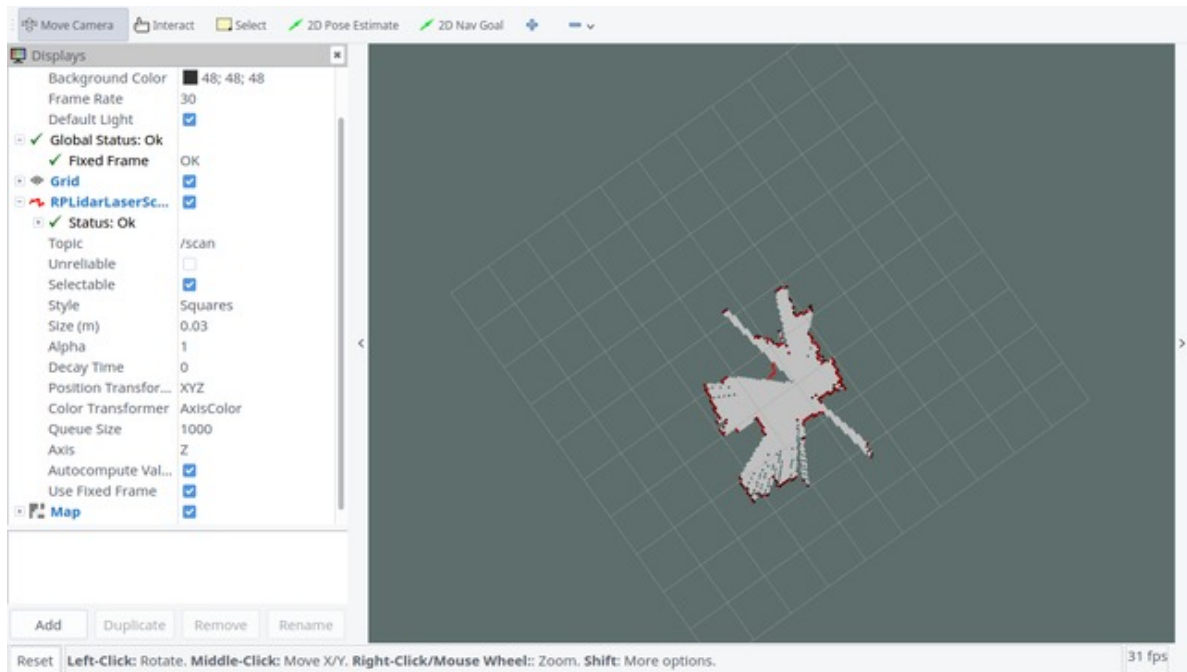 Move Camera Interact Select 2D Pose Estimate 2D Nav Goal
Displays
Background Color 48; 48; 48
Frame Rate 30
Default Light
Global Status: Ok
Fixed Frame OK
Grid
RPLidarLaserSc...
Status: Ok
Topic /scan
Unreliable
Selectable
Style Squares
Size (m) 0.03
Alpha 1
Decay Time 0
Position Transfor... XYZ
Color Transformer AxisColor
Queue Size 1000
Axis Z
Autocompute Val...
Use Fixed Frame
Map
Add Duplicate Remove Rename
Reset Left-Click: Rotate. Middle-Click: Move X/Y. Right-Click/Mouse Wheel:: Zoom. Shift: More options. 31 fps